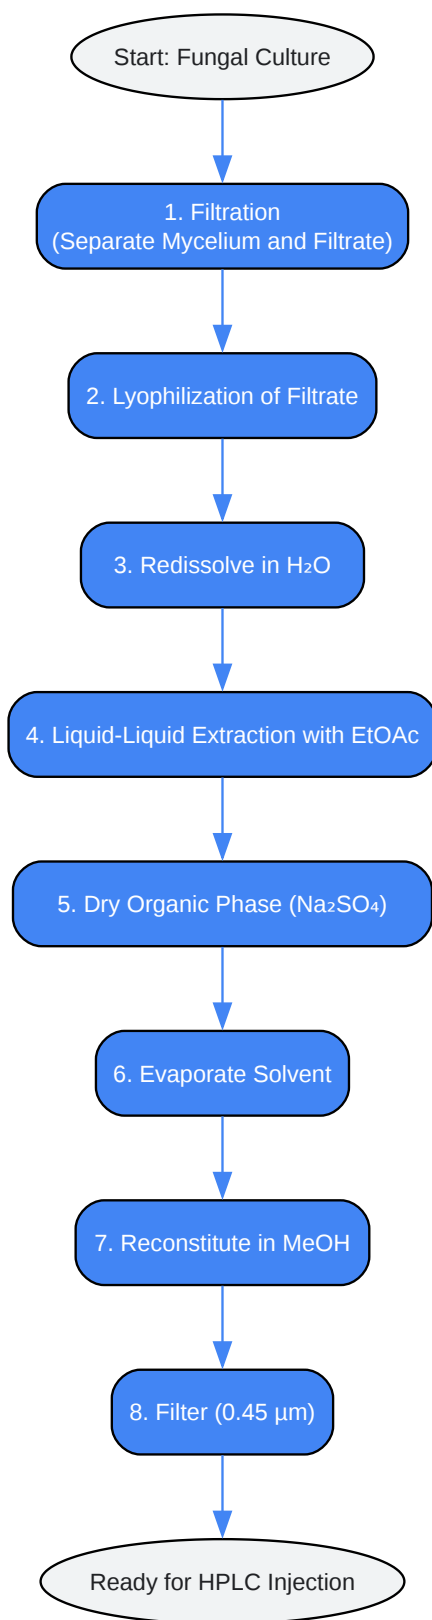 Start: Fungal Culture
1. Filtration
(Separate Mycelium and Filtrate)
2. Lyophilization of Filtrate
3. Redissolve in H₂O
4. Liquid-Liquid Extraction with EtOAc
5. Dry Organic Phase (Na₂SO₄)
6. Evaporate Solvent
7. Reconstitute in MeOH
8. Filter (0.45 µm)
Ready for HPLC Injection